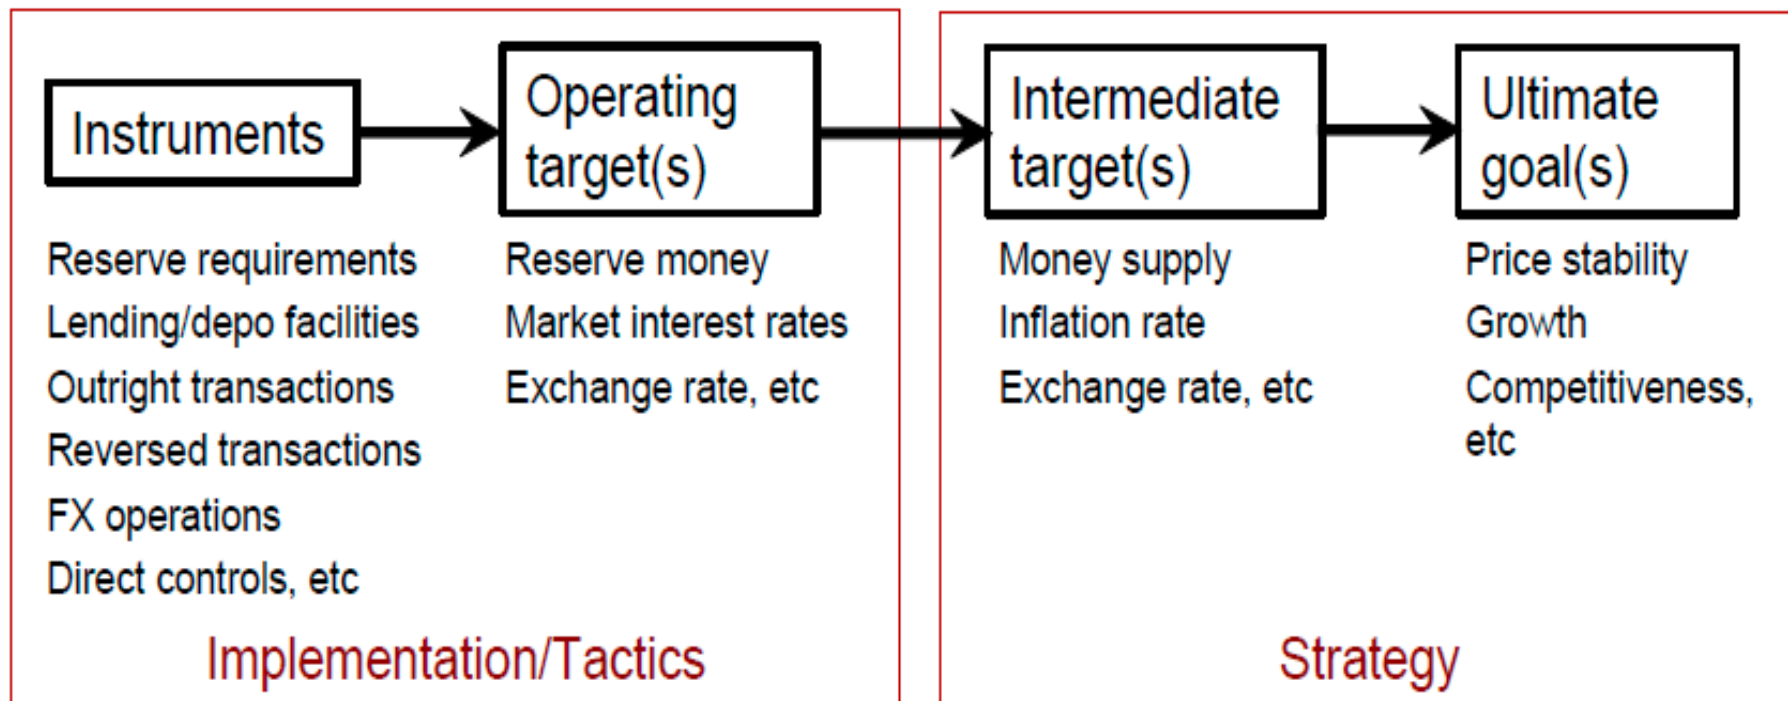 Instruments
Operating
target(s)
Intermediate
target(s)
Ultimate
goal(s)
Reserve requirements
Lending/depo facilities
Outright transactions
Reversed transactions
FX operations
Direct controls, etc
Reserve money
Market interest rates
Exchange rate, etc
Money supply
Inflation rate
Exchange rate, etc
Price stability
Growth
Competitiveness,
etc
Implementation/Tactics
Strategy